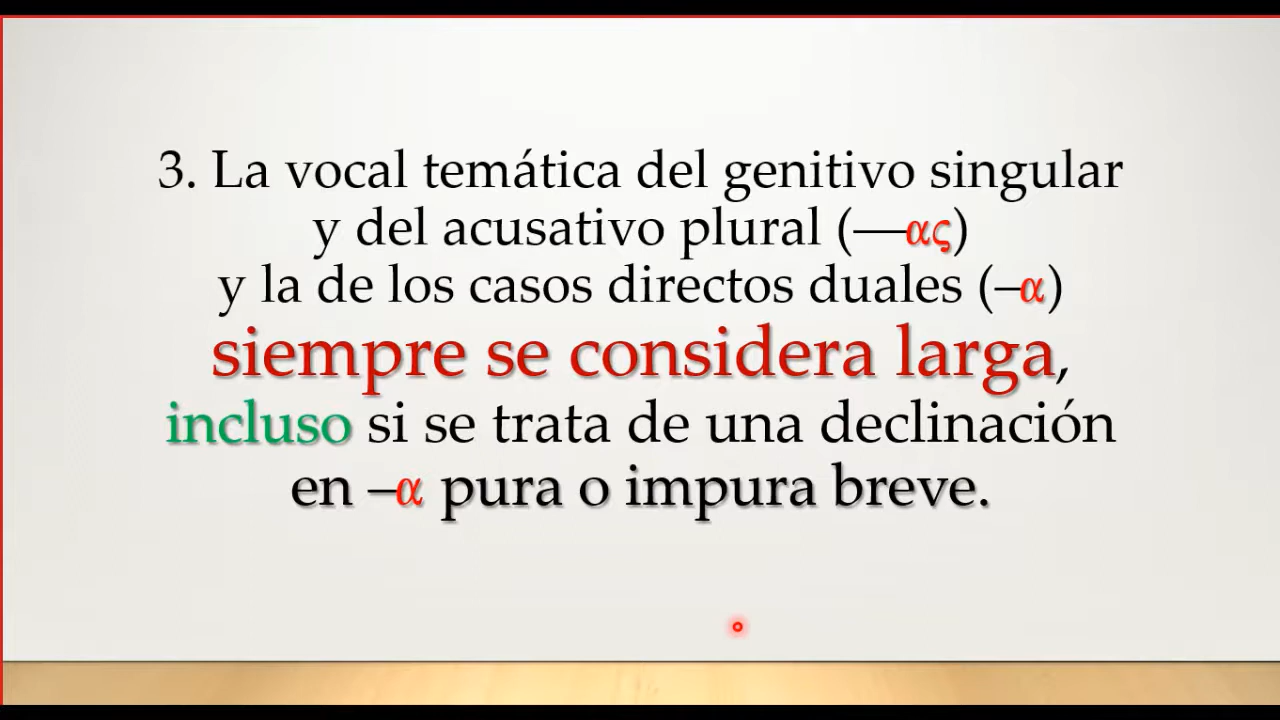 3. La vocal temática del genitivo singular
y del acusativo plural (—ας)
y la de los casos directos duales (–α)
siempre se considera larga,
incluso si se trata de una declinación
en –α pura o impura breve.